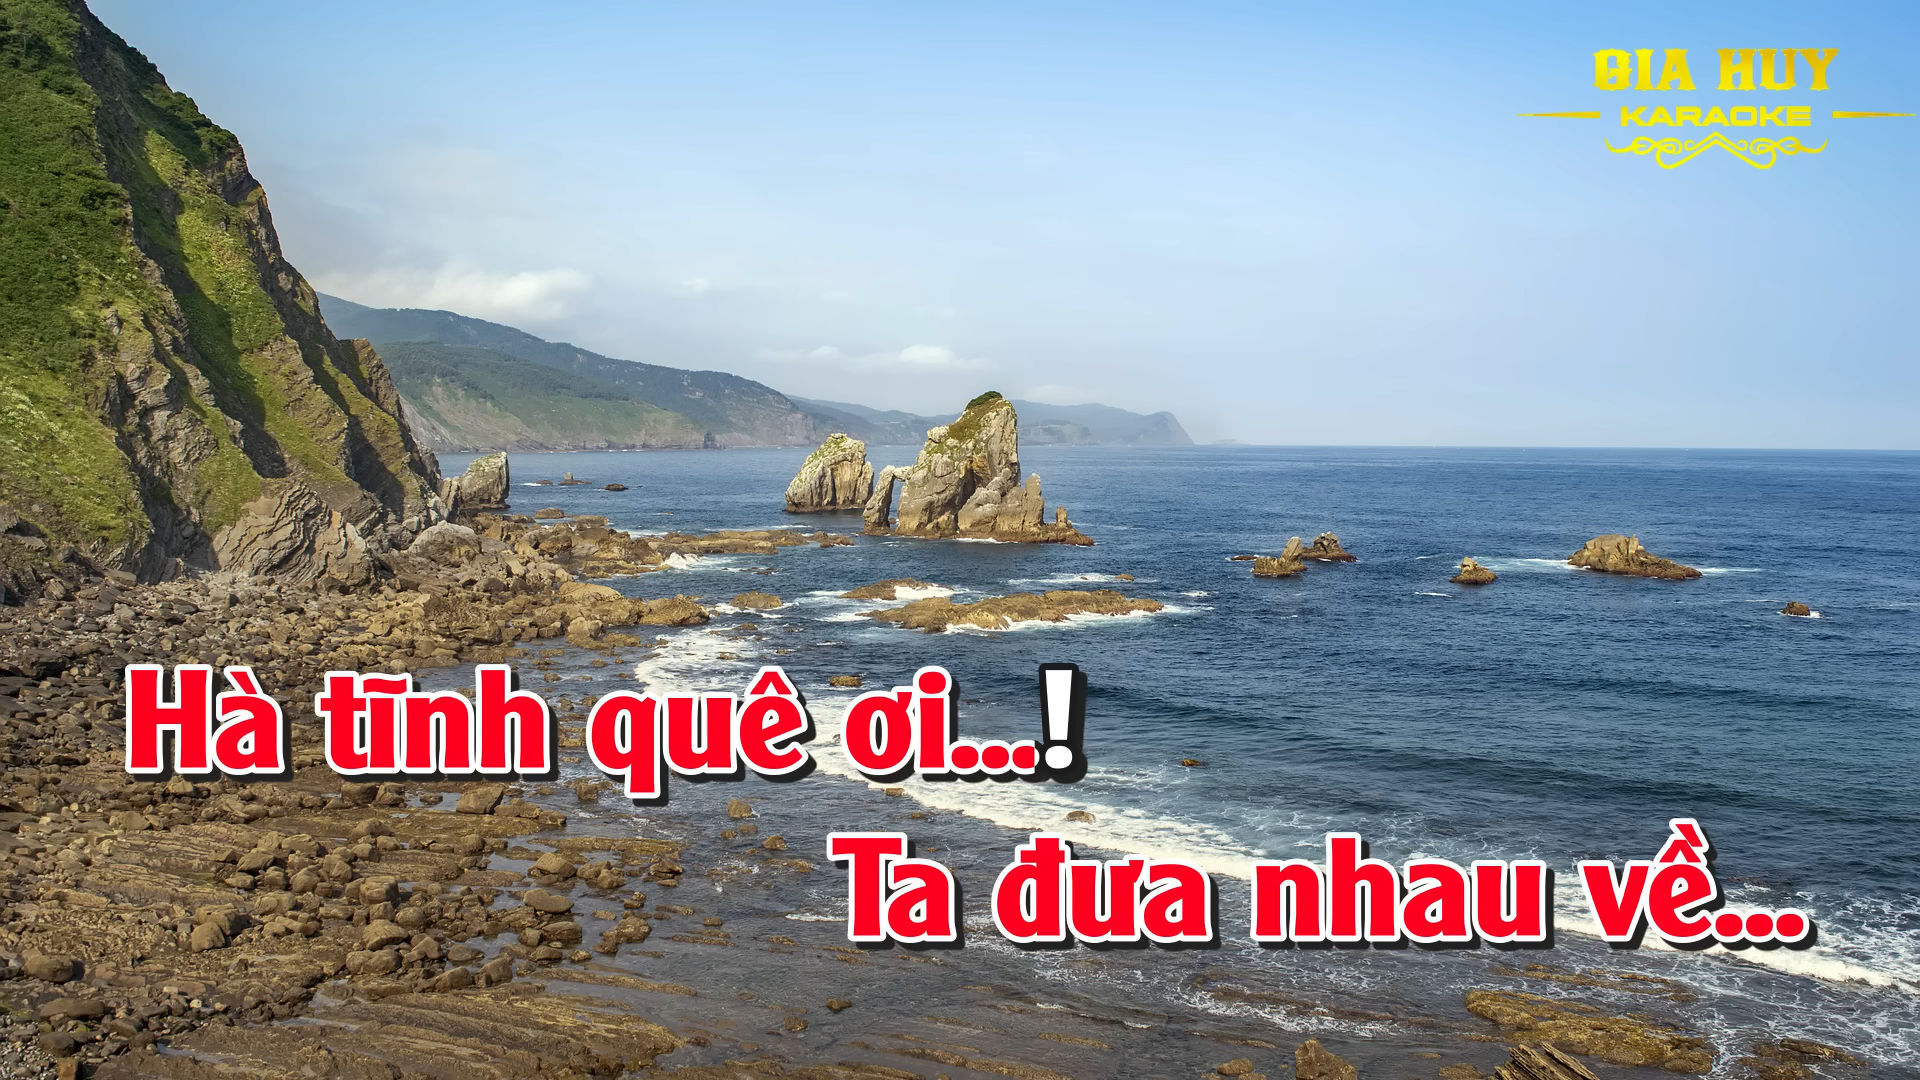 GIA HUY
KARAOKE
Hà tĩnh quê ơi...!
Ta đưa nhau về...